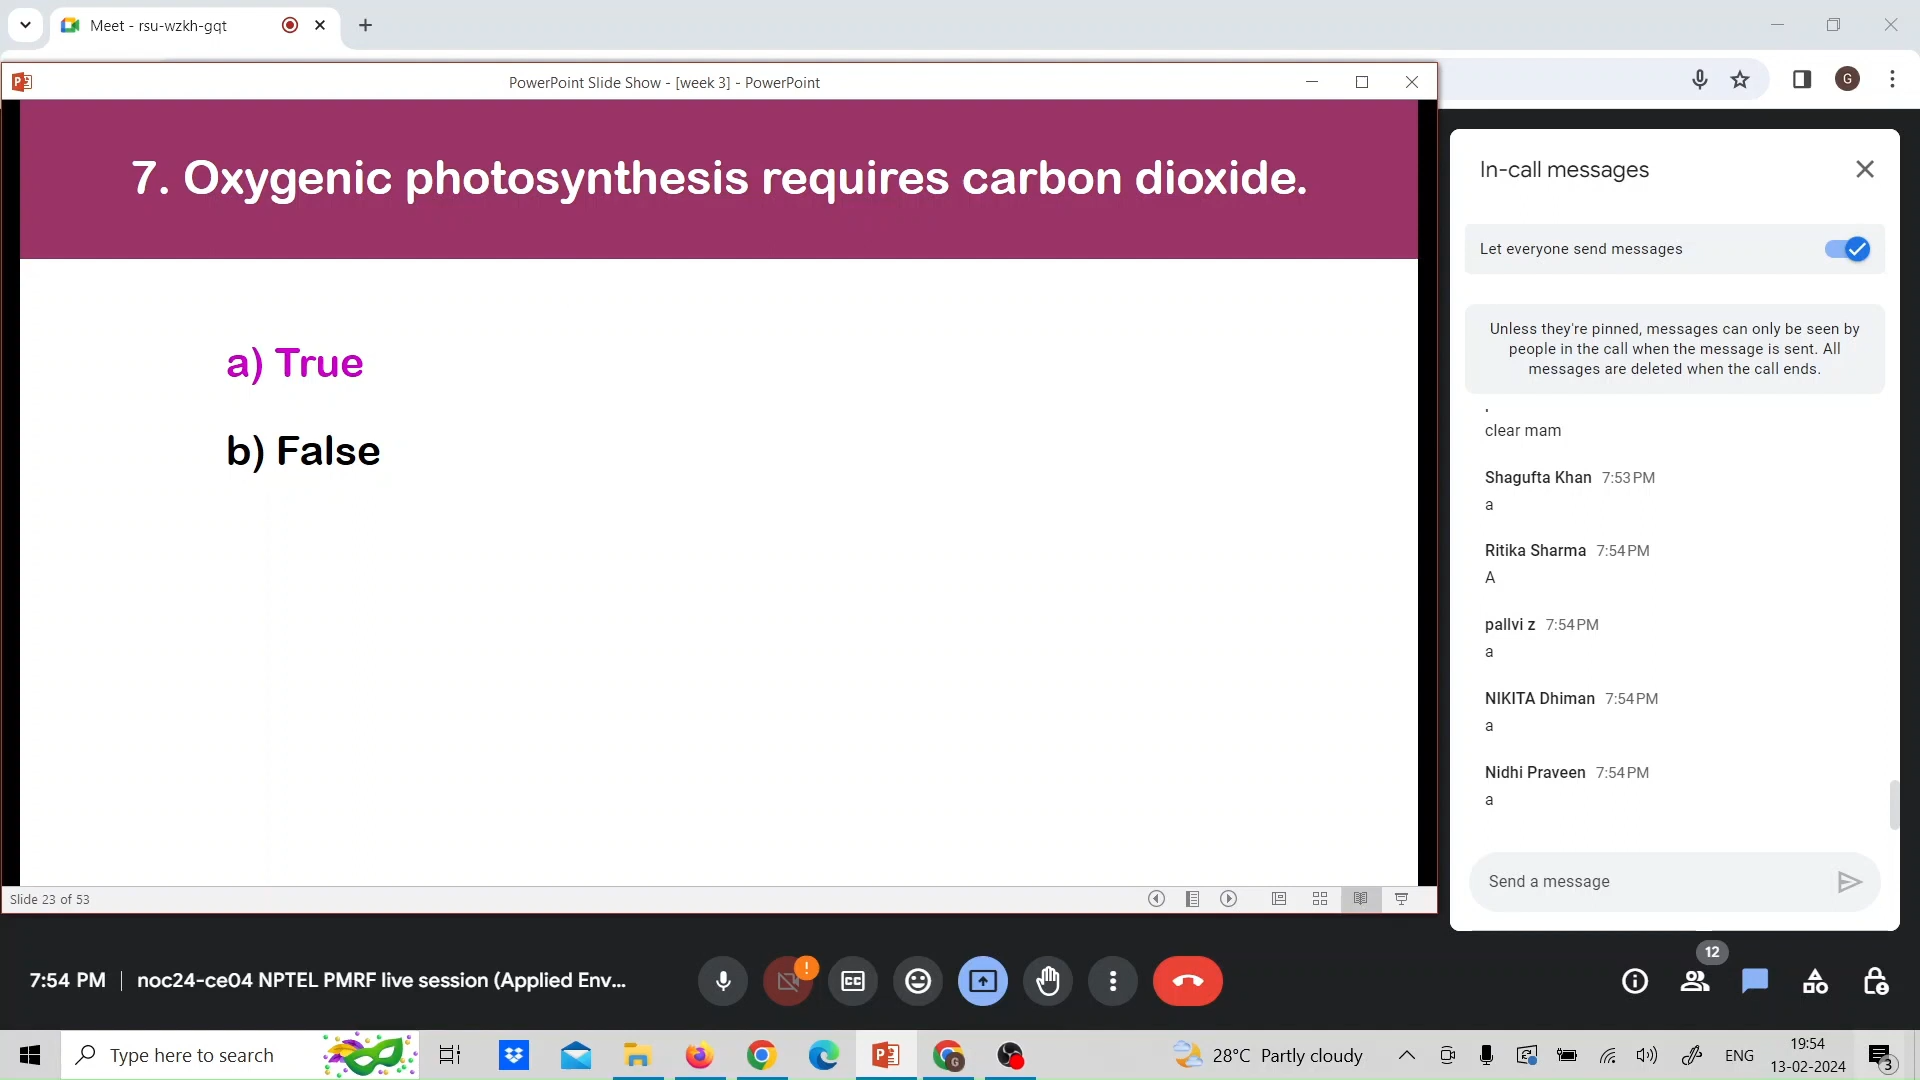 Meet - rsu-wzkh-gqt
PowerPoint Slide Show - [week 3] - PowerPoint
G
7. Oxygenic photosynthesis requires carbon dioxide.
a) True
b) False
Slide 23 of 53
In-call messages
Let everyone send messages
Unless they're pinned, messages can only be seen by
people in the call when the message is sent. All
messages are deleted when the call ends.
clear mam
Shagufta Khan 7:53 PM
a
Ritika Sharma 7:54 PM
A
pallvi z 7:54 PM
a
NIKITA Dhiman 7:54 PM
a
Nidhi Praveen 7:54 PM
a
Send a message
7:54 PM | noc24-ce04 NPTEL PMRF live session (Applied Env...
12
Type here to search
28°C Partly cloudy
ENG
19:54
13-02-2024
3